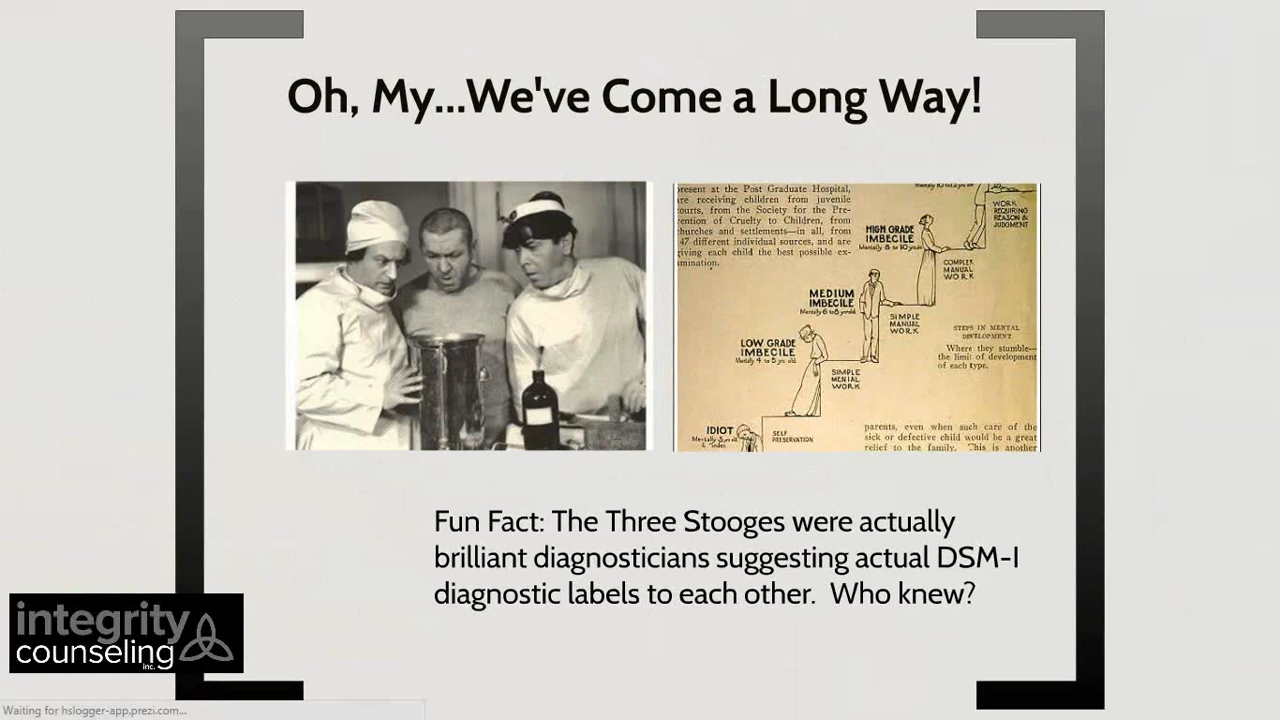 Oh, My...We've Come a Long Way!
present at the Post Graduate Hospital,
are receiving children from juvenile
courts, from the Society for the Pre-
vention of Cruelty to Children, from
churches and settlements—in all, from
47 different individual sources, and are
giving each child the best possible ex-
amination.
WORK
REQUIRING
REASON &
JUDGMENT
HIGH GRADE
IMBECILE
Mentally 8 to 10 years
COMPLEX
MANUAL
WORK
MEDIUM
IMBECILE
Mentally 6 to 8 yrs old
SIMPLE
MANUAL
WORK
STEPS IN MENTAL
DEVELOPMENT
Where they stumble—
the limit of development
of each type.
LOW GRADE
IMBECILE
Mentally 4 to 5 yrs old
SIMPLE
MENIAL
WORK
IDIOT
Mentally 3 yrs old
& under
SELF
PRESERVATION
parents, even when such care of the
sick or defective child would be a great
relief to the family. This is another
Fun Fact: The Three Stooges were actually
brilliant diagnosticians suggesting actual DSM-I
diagnostic labels to each other. Who knew?
integrity
counseling
inc.
Waiting for hslogger-app.prezi.com...